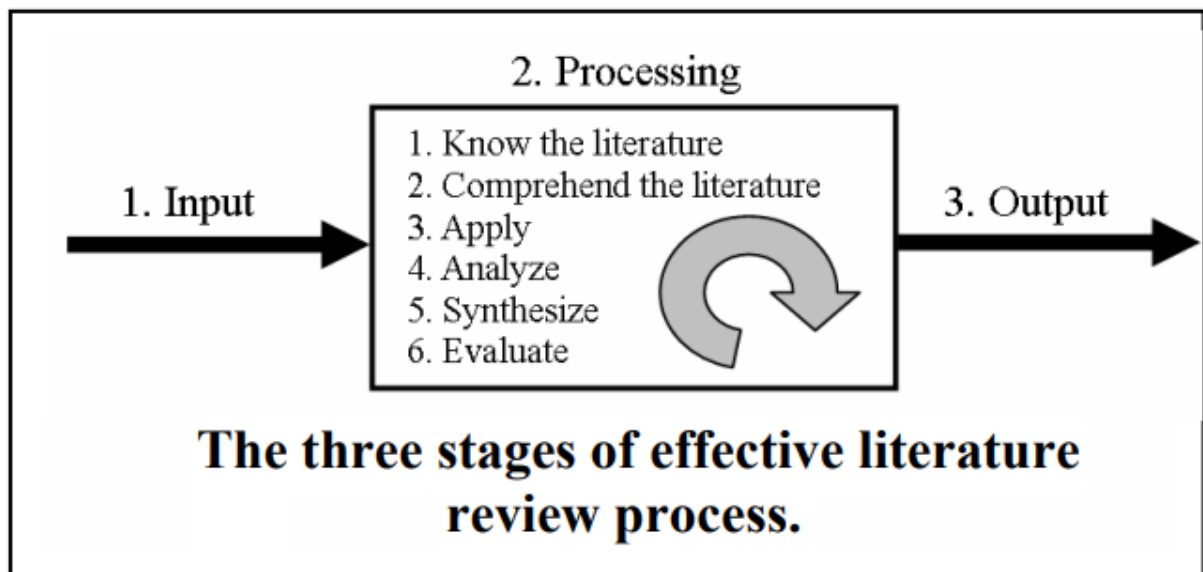 2. Processing
1. Input
1. Know the literature
2. Comprehend the literature
3. Apply
4. Analyze
5. Synthesize
6. Evaluate
3. Output
The three stages of effective literature
review process.